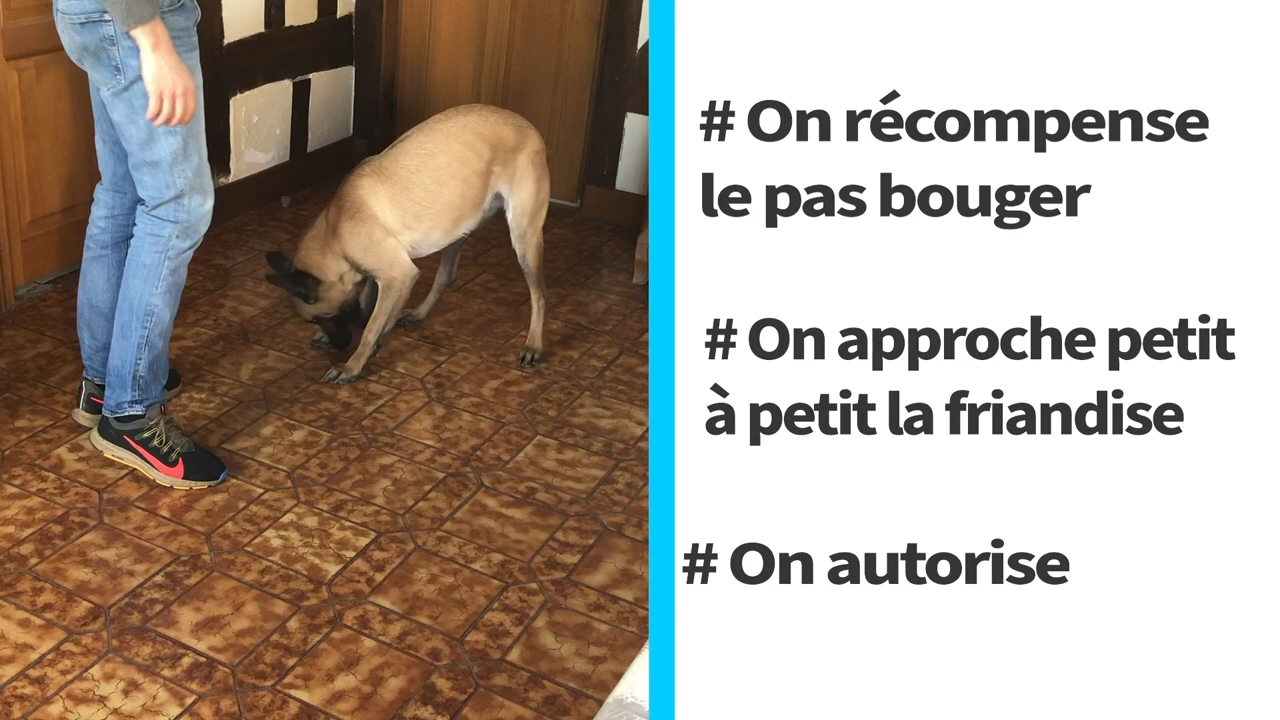 # On récompense
le pas bouger
# On approche petit
à petit la friandise
# On autorise